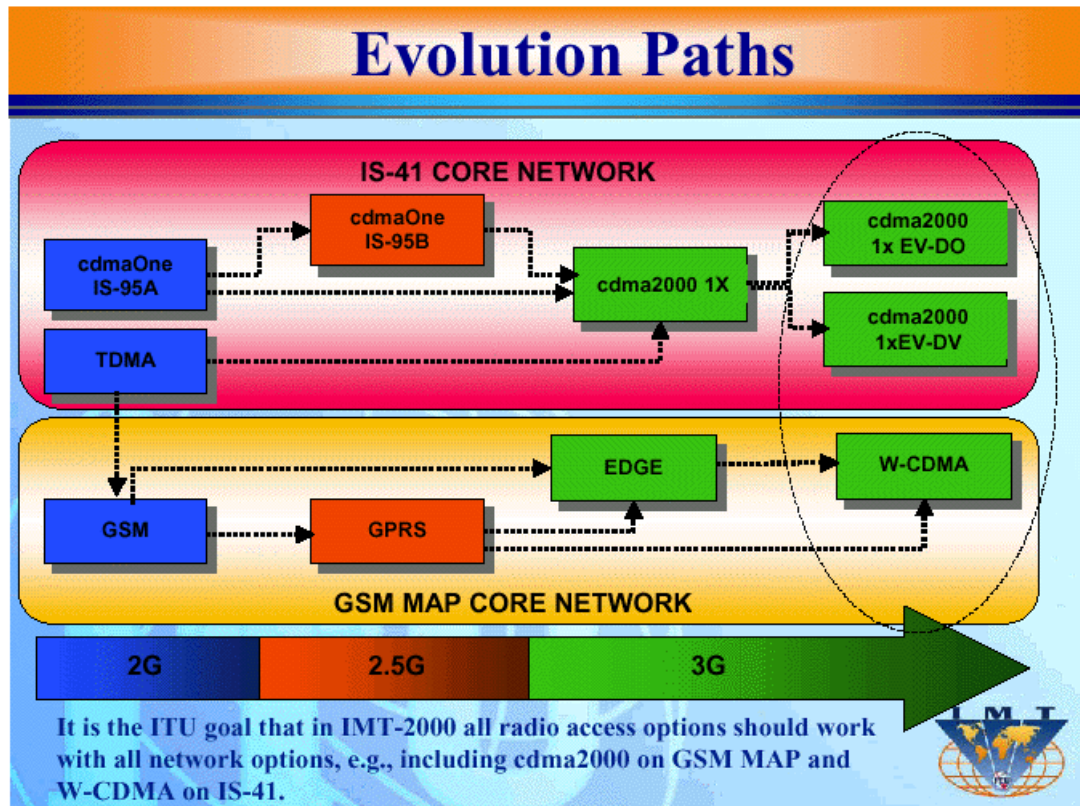 Evolution Paths
IS-41 CORE NETWORK
cdmaOne
IS-95A
cdmaOne
IS-95B
cdma2000 1X
cdma2000
1x EV-DO
cdma2000
1xEV-DV
TDMA
EDGE
W-CDMA
GSM
GPRS
GSM MAP CORE NETWORK
2G
2.5G
3G
It is the ITU goal that in IMT-2000 all radio access options should work
with all network options, e.g., including cdma2000 on GSM MAP and
W-CDMA on IS-41.
I M T